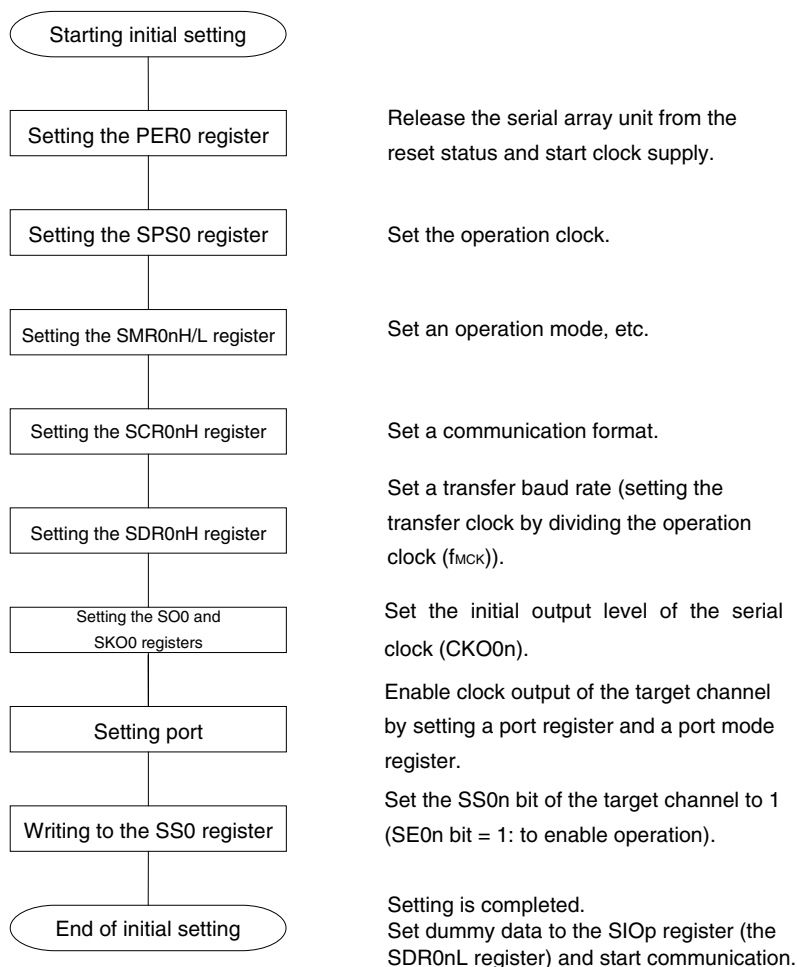 Starting initial setting
Setting the PER0 register
Release the serial array unit from the
reset status and start clock supply.
Setting the SPS0 register
Set the operation clock.
Setting the SMR0nH/L register
Set an operation mode, etc.
Setting the SCR0nH register
Set a communication format.
Setting the SDR0nH register
Set a transfer baud rate (setting the
transfer clock by dividing the operation
clock (fMCK)).
Setting the SO0 and
SKO0 registers
Set the initial output level of the serial
clock (CKO0n).
Setting port
Enable clock output of the target channel
by setting a port register and a port mode
register.
Writing to the SS0 register
Set the SS0n bit of the target channel to 1
(SE0n bit = 1: to enable operation).
End of initial setting
Setting is completed.
Set dummy data to the SIOp register (the
SDR0nL register) and start communication.